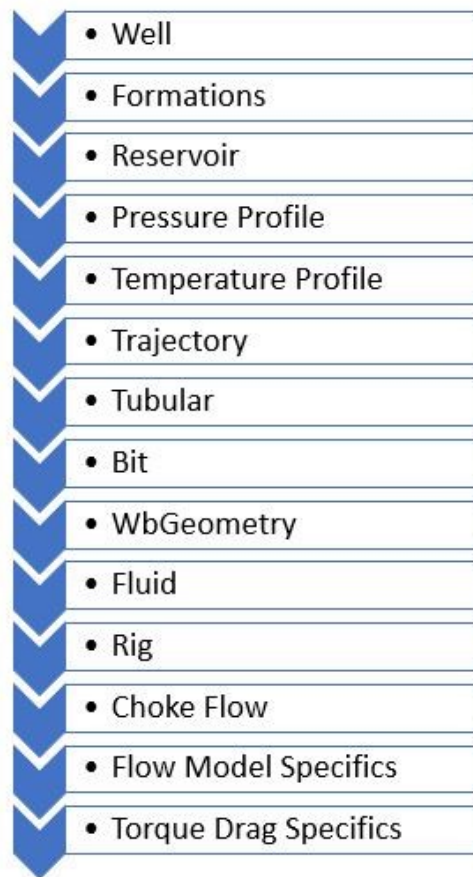 • Well
• Formations
• Reservoir
• Pressure Profile
• Temperature Profile
• Trajectory
• Tubular
• Bit
• WbGeometry
• Fluid
• Rig
• Choke Flow
• Flow Model Specifics
• Torque Drag Specifics